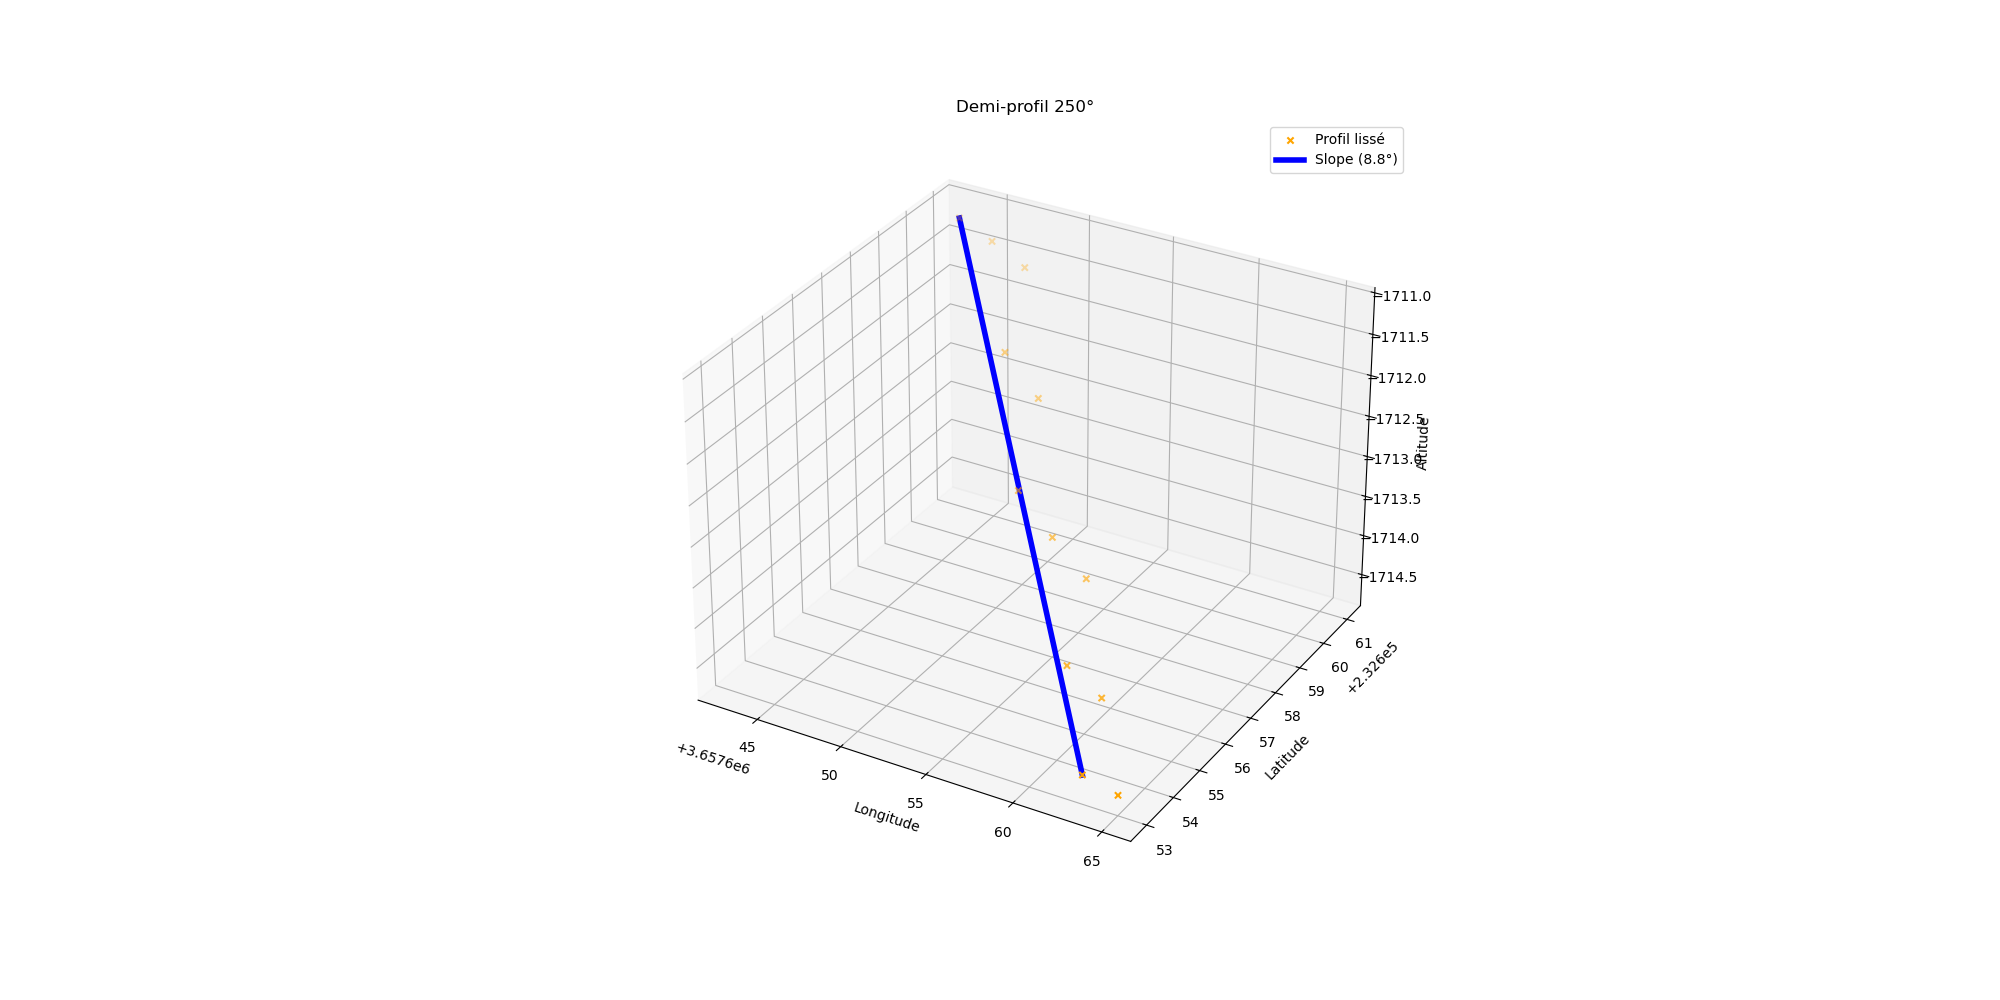 Demi-profil 250°
Profil lissé
Slope (8.8°)
−1711.0
−1711.5
−1712.0
−1712.5
−1713.0
−1713.5
−1714.0
−1714.5
Altitude
61
60
59
58
57
56
55
54
53
+2.326e5
Latitude
45
50
55
60
65
+3.6576e6
Longitude